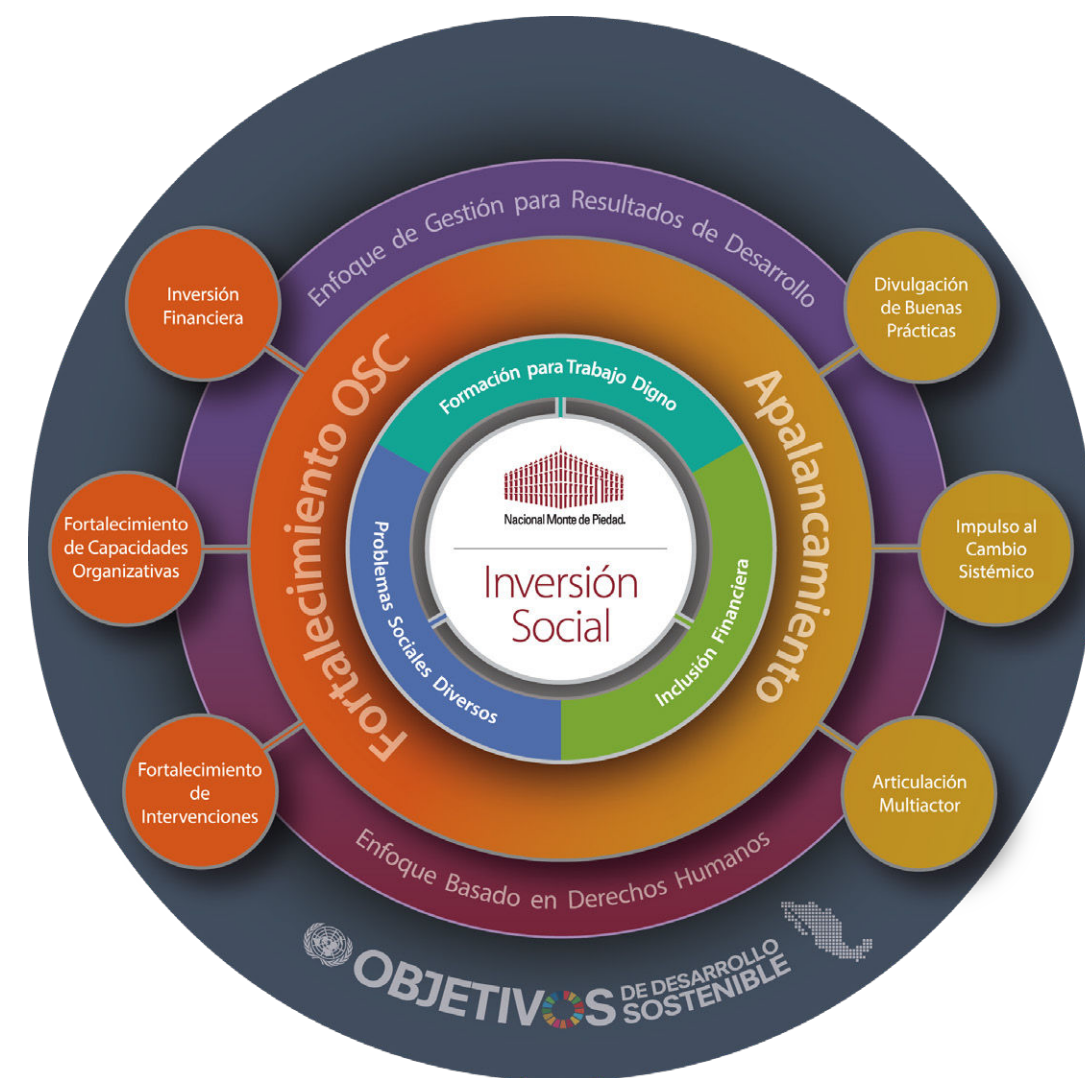 Enfoque de Gestión para Resultados de Desarrollo
Inversión
Financiera
Divulgación
de Buenas
Prácticas
Fortalecimiento OSC
Apalancamiento
Formación para Trabajo Digno
Nacional Monte de Piedad.
Inversión
Social
Problemas Sociales Diversos
Inclusión Financiera
Fortalecimiento
de Capacidades
Organizativas
Impulso al
Cambio
Sistémico
Fortalecimiento
de
Intervenciones
Articulación
Multiactor
Enfoque Basado en Derechos Humanos
OBJETIVOS
DE DESARROLLO
SOSTENIBLE